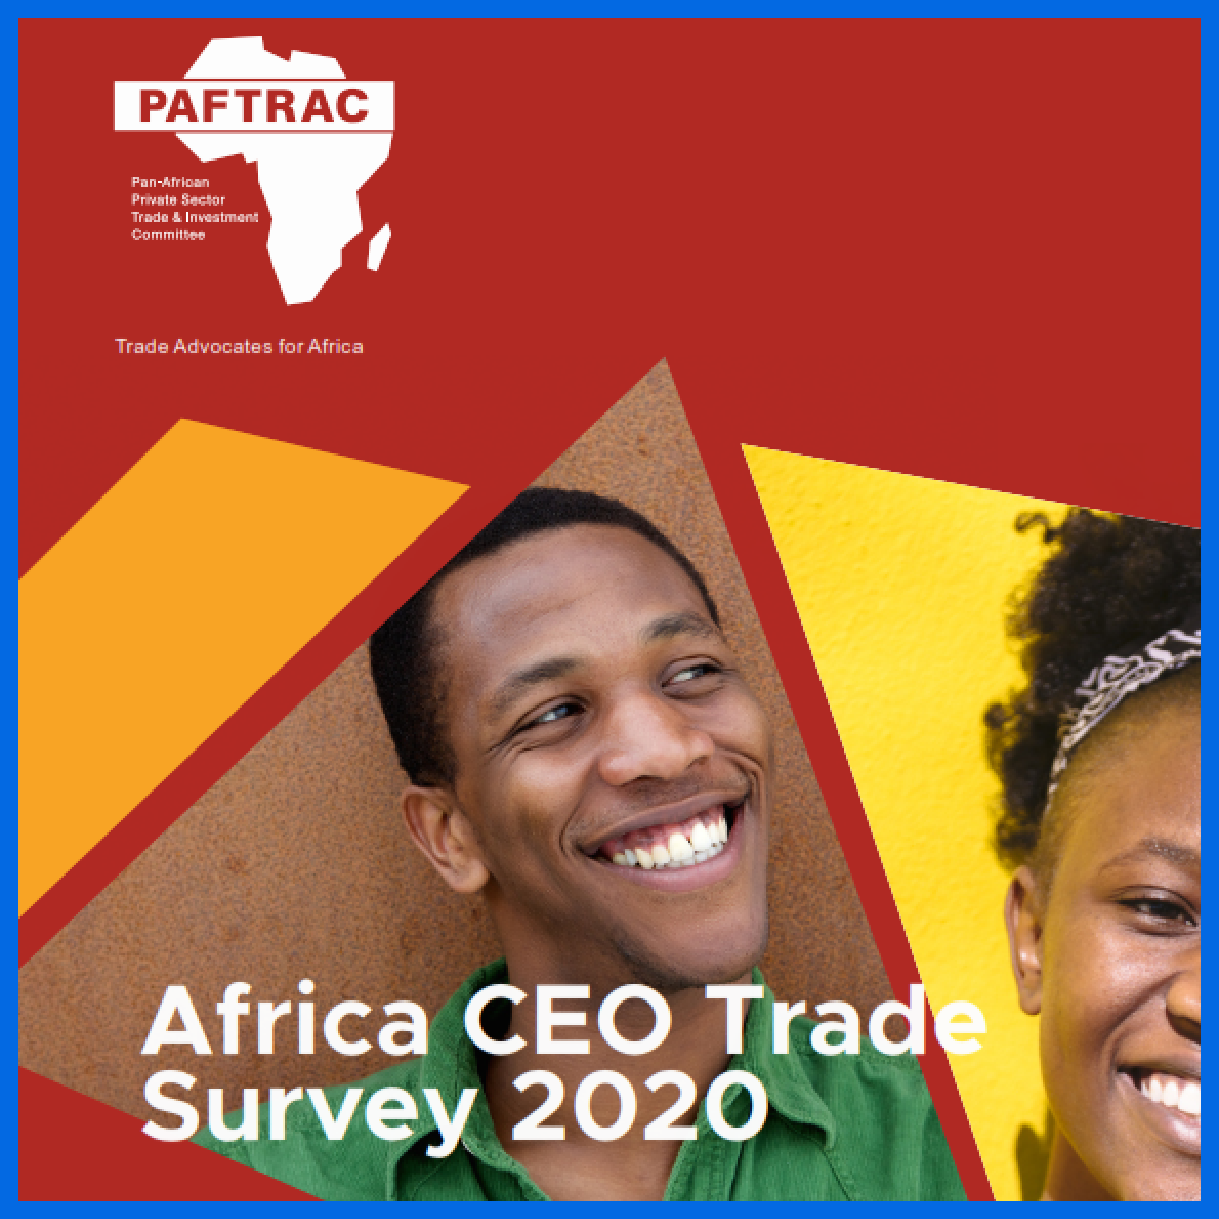 PAFTRAC
Pan-African
Private Sector
Trade & Investment
Committee
Trade Advocates for Africa
Africa CEO Trade
Survey 2020